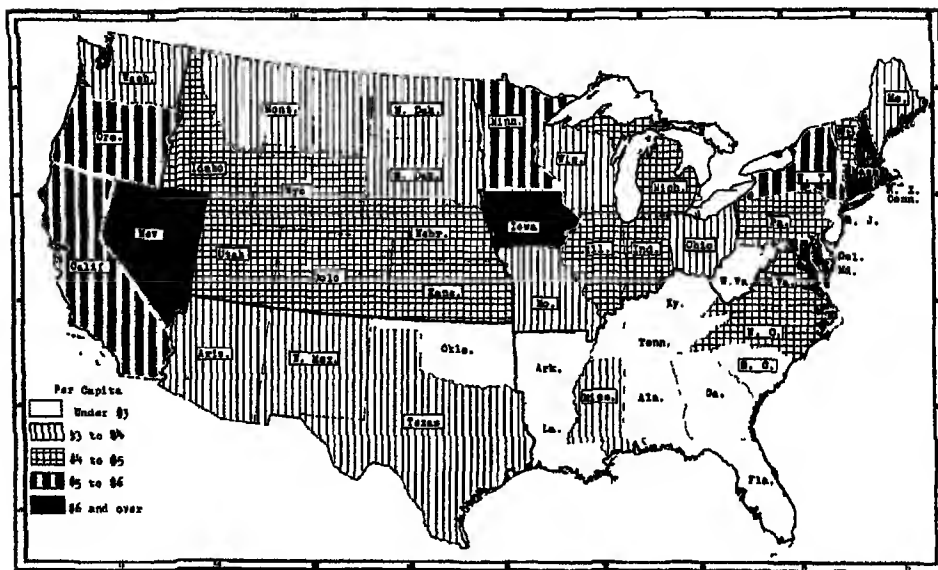 Wash.
Mont.
N. Dak.
Minn.
Me.
Ore.
Idaho
Wis.
Mich.
N. Y.
Wyo
R. I.
Conn.
N. J.
Nev
Utah
Nebr.
Iowa
Ill.
Ind.
Ohio
Pa.
Del.
Md.
Calif
Colo
Kans.
Mo.
W. Va
Va.
Ky.
N. C.
Ariz.
N. Mex.
Okla.
Tenn.
S. C.
Ark.
Miss.
Ala.
Ga.
Texas
La.
Fla.
Per Capita
Under $3
$3 to $4
$4 to $5
$5 to $6
$6 and over